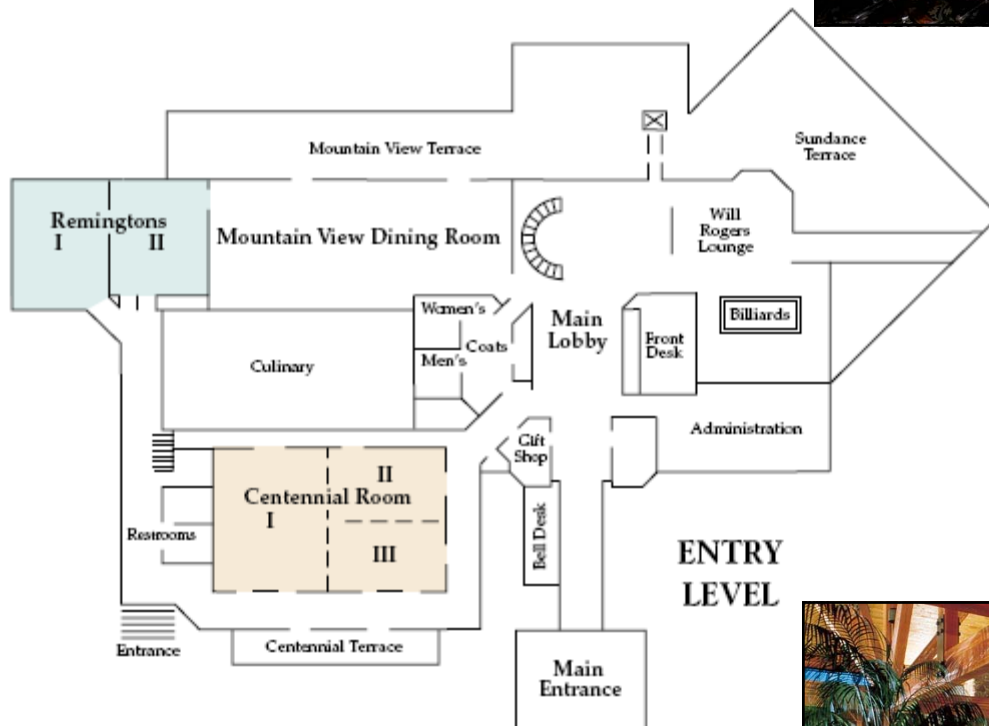 Mountain View Terrace
Sundance
Terrace
Remingtons
I
II
Mountain View Dining Room
Will
Rogers
Lounge
Women's
Coats
Men's
Culinary
Main
Lobby
Front
Desk
Billiards
Administration
Gift
Shop
Centennial Room
I
II
III
Restrooms
Bell Desk
ENTRY
LEVEL
Entrance
Centennial Terrace
Main
Entrance